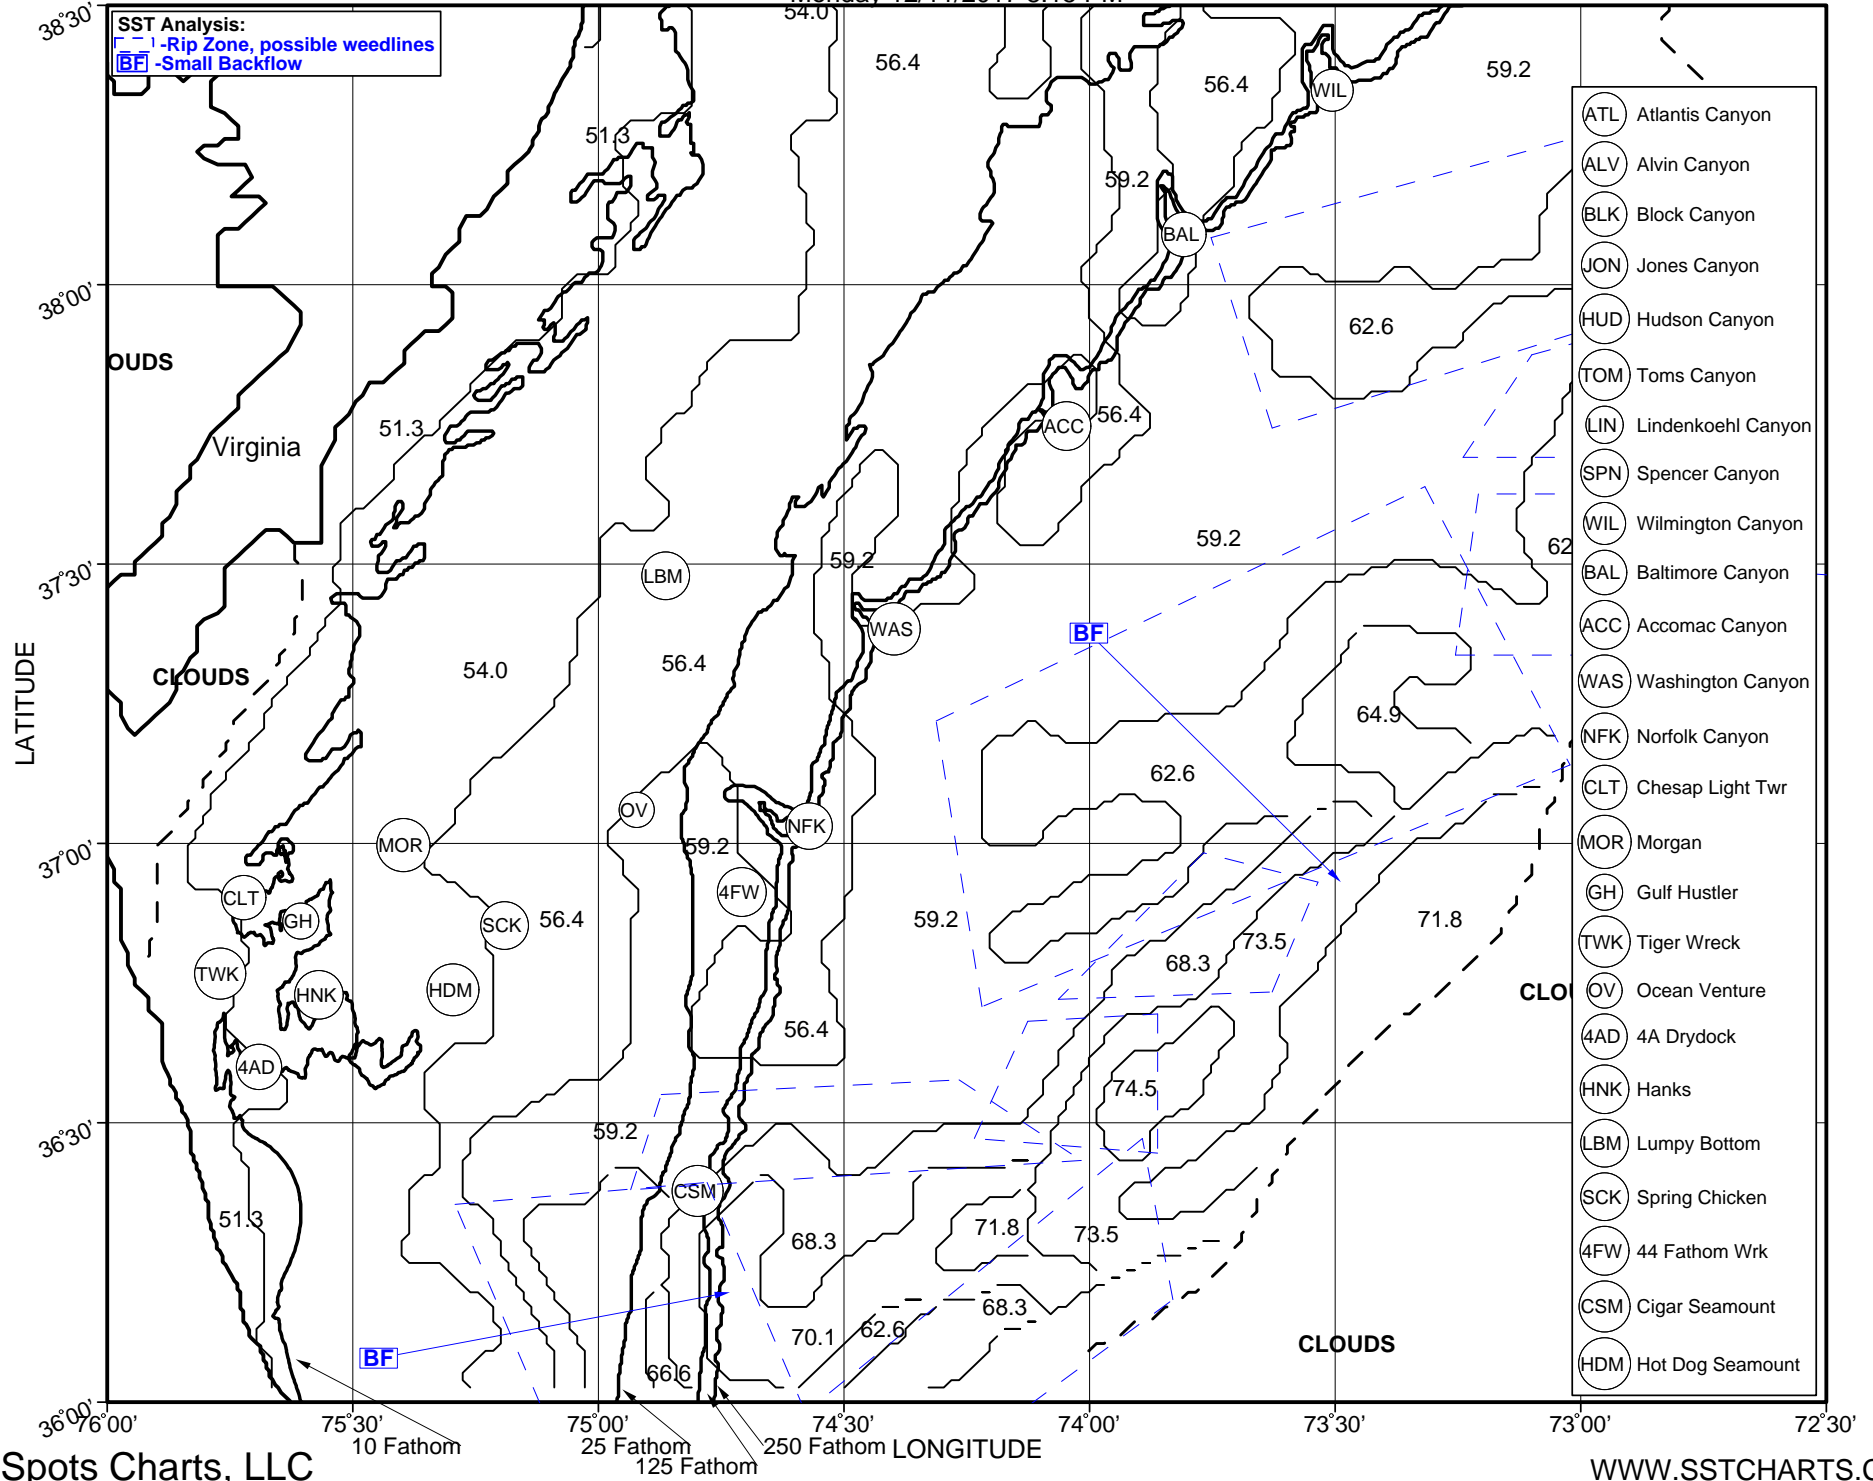 SST Analysis:
-Rip Zone, possible weedlines
BF -Small Backflow
38°30'
38°00'
37°30'
37°00'
36°30'
36°00'
LATITUDE
54.0
56.4
56.4
59.2
WIL
51.3
59.2
BAL
62.6
OUDS
51.3
Virginia
ACC
56.4
59.2
59.2
62
LBM
WAS
BF
CLOUDS
54.0
56.4
64.9
62.6
OV
NFK
MOR
59.2
CLT
4FW
GH
SCK
56.4
59.2
71.8
73.5
68.3
TWK
HNK
HDM
CLOU
56.4
4AD
74.5
59.2
CSM
51.3
68.3
71.8
73.5
68.3
62.6
70.1
BF
66.6
CLOUDS
ATL Atlantis Canyon
ALV Alvin Canyon
BLK Block Canyon
JON Jones Canyon
HUD Hudson Canyon
TOM Toms Canyon
LIN Lindenkoehl Canyon
SPN Spencer Canyon
WIL Wilmington Canyon
BAL Baltimore Canyon
ACC Accomac Canyon
WAS Washington Canyon
NFK Norfolk Canyon
CLT Chesap Light Twr
MOR Morgan
GH Gulf Hustler
TWK Tiger Wreck
OV Ocean Venture
4AD 4A Drydock
HNK Hanks
LBM Lumpy Bottom
SCK Spring Chicken
4FW 44 Fathom Wrk
CSM Cigar Seamount
HDM Hot Dog Seamount
76°00' 75°30' 75°00' 74°30' 74°00' 73°30' 73°00' 72°30'
10 Fathom
25 Fathom
125 Fathom
250 Fathom
LONGITUDE
Spots Charts, LLC
WWW.SSTCHARTS.C